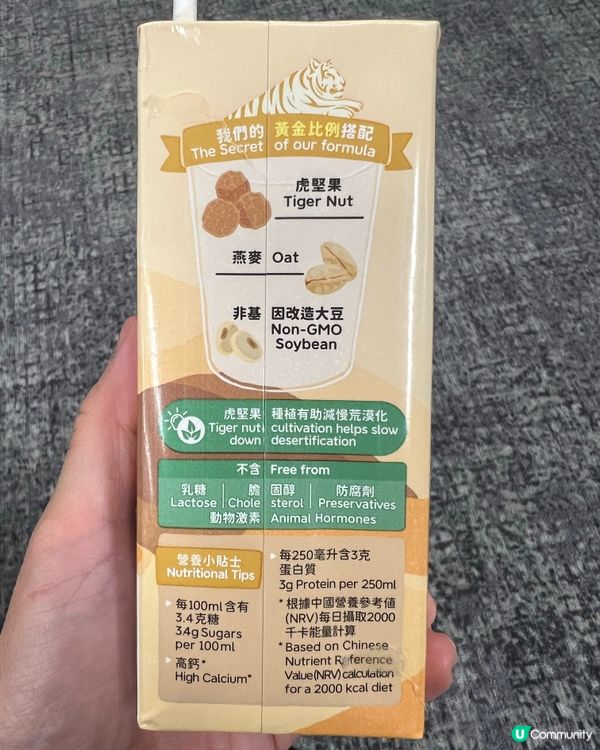 我們的 黃金比例搭配
The Secret of our formula
虎堅果
Tiger Nut
燕麥 Oat
非基因改造大豆
Non-GMO
Soybean
虎堅果種植有助減慢荒漠化
Tiger nut cultivation helps slow
down desertification
不含 Free from
乳糖 膽固醇 防腐劑
Lactose Cholesterol Preservatives
動物激素 Animal Hormones
營養小貼士
Nutritional Tips
每100ml含有
3.4克糖
3.4g Sugars
per 100ml
高鈣*
High Calcium*
每250毫升含3克
蛋白質
3g Protein per 250ml
*根據中國營養參考值
(NRV)每日攝取2000
千卡能量計算
*Based on Chinese
Nutrient Reference
Value(NRV) calculation
for a 2000 kcal diet
U Community